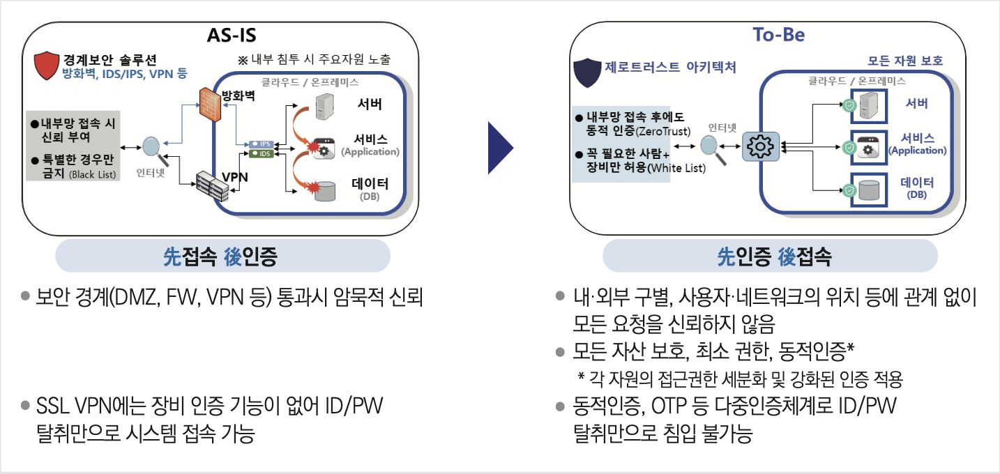 AS-IS
경계보안 솔루션
방화벽, IDS/IPS, VPN 등
※ 내부 침투 시 주요자원 노출
클라우드 / 온프레미스
방화벽
서버
●내부망 접속 시
신뢰 부여
● 특별한 경우만
금지 (Black List)
인터넷
IPS
IDS
서비스
(Application)
VPN
데이터
(DB)
先접속 後인증
● 보안 경계(DMZ, FW, VPN 등) 통과시 암묵적 신뢰
● SSL VPN에는 장비 인증 기능이 없어 ID/PW
탈취만으로 시스템 접속 가능
To-Be
제로트러스트 아키텍처
모든 자원 보호
클라우드 / 온프레미스
● 내부망 접속 후에도
동적 인증(ZeroTrust)
● 꼭 필요한 사람+
장비만 허용(White List)
인터넷
서버
서비스
(Application)
데이터
(DB)
先인증 後접속
● 내·외부 구별, 사용자·네트워크의 위치 등에 관계 없이
모든 요청을 신뢰하지 않음
● 모든 자산 보호, 최소 권한, 동적인증*
* 각 자원의 접근권한 세분화 및 강화된 인증 적용
● 동적인증, OTP 등 다중인증체계로 ID/PW
탈취만으로 침입 불가능